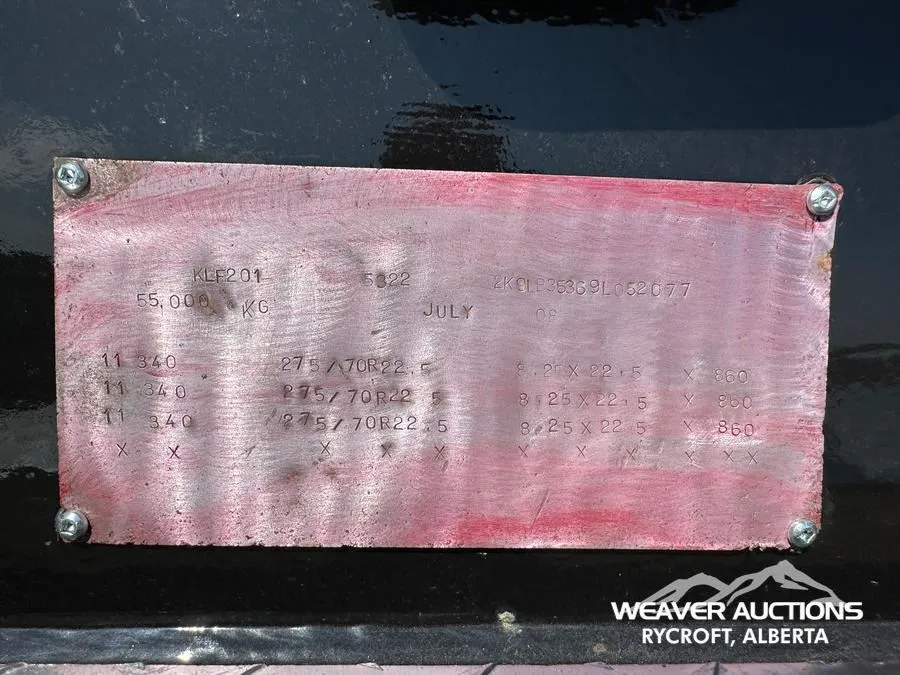 KLF201 5322 2K9LB35369L052077
55,000 KG JULY 08
11 340 275/70R22.5 8.25X22.5 X 860
11 340 275/70R22.5 8.25X22.5 X 860
11 340 275/70R22.5 8.25X22.5 X 860
X X X X X X X X X X X
WEAVER AUCTIONS
RYCROFT, ALBERTA